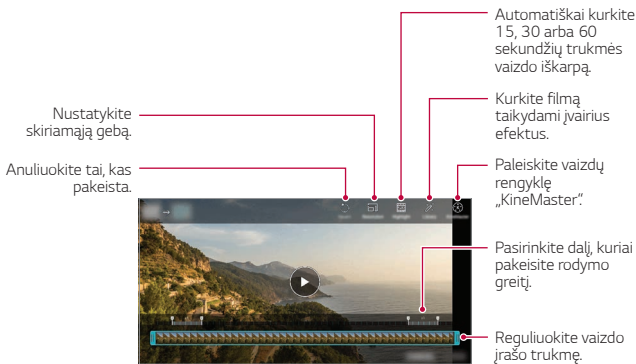 Automatiškai kurkite
15, 30 arba 60
sekundžių trukmės
vaizdo iškarpą.
Kurkite filmą
taikydami įvairius
efektus.
Nustatykite
skiriamąją gebą.
Anuliuokite tai, kas
pakeista.
Paleiskite vaizdų
rengyklę
„KineMaster“.
Pasirinkite dalį, kuriai
pakeisite rodymo
greitį.
Reguliuokite vaizdo
įrašo trukmę.